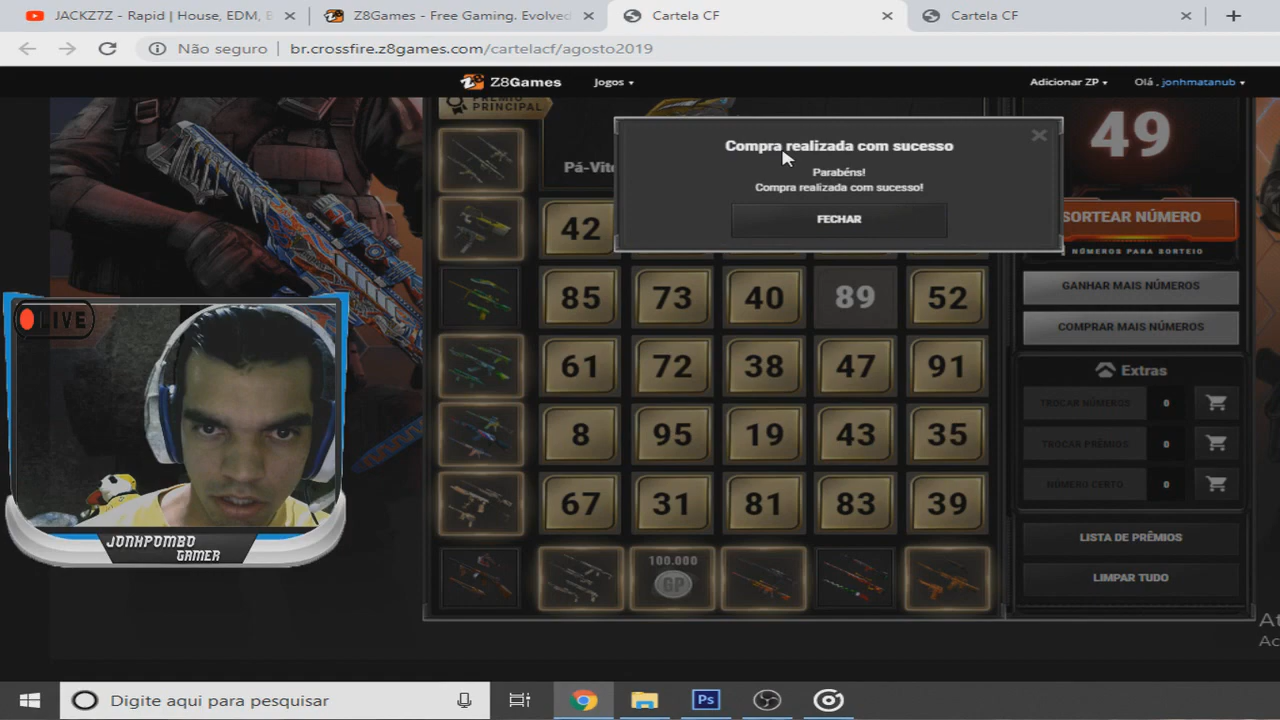 JACKZ7Z - Rapid | House, EDM, B
Z8Games - Free Gaming. Evolved
Cartela CF
Cartela CF
Não seguro
br.crossfire.z8games.com/cartelacf/agosto2019
Z8Games
Jogos
Adicionar ZP
Olá , jonhmatanub
PRÊMIO
PRINCIPAL
49
Compra realizada com sucesso
Parabéns!
Compra realizada com sucesso!
FECHAR
Pá-Vito
SORTEAR NÚMERO
NÚMEROS PARA SORTEIO
42
85 73 40 89 52
GANHAR MAIS NÚMEROS
COMPRAR MAIS NÚMEROS
61 72 38 47 91
Extras
TROCAR NÚMEROS 0
8 95 19 43 35
TROCAR PRÊMIOS 0
NÚMERO CERTO 0
67 31 81 83 39
LISTA DE PRÊMIOS
LIMPAR TUDO
100.000
GP
LIVE
JONHPOMBO
GAMER
At
Ac
Digite aqui para pesquisar
Ps